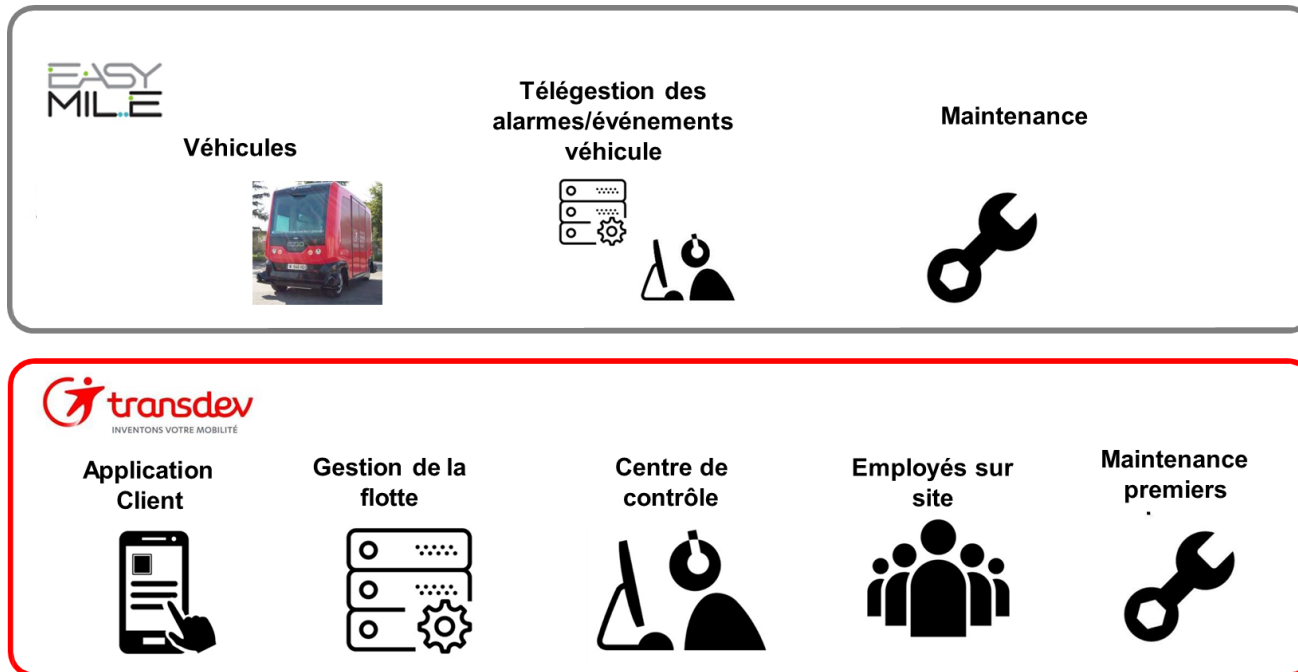 EASY
MILE
Véhicules
Télégestion des
alarmes/événements
véhicule
Maintenance
transdev
INVENTONS VOTRE MOBILITÉ
Application
Client
Gestion de la
flotte
Centre de
contrôle
Employés sur
site
Maintenance
premiers